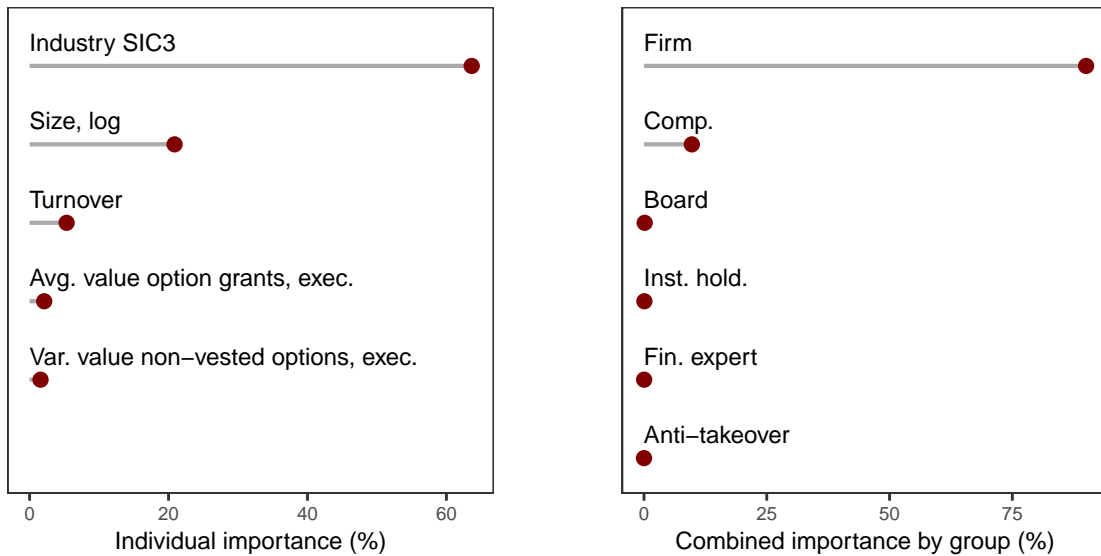 Industry SIC3
Size, log
Turnover
Avg. value option grants, exec.
Var. value non−vested options, exec.
0 20 40 60
Individual importance (%)
Firm
Comp.
Board
Inst. hold.
Fin. expert
Anti−takeover
0 25 50 75
Combined importance by group (%)